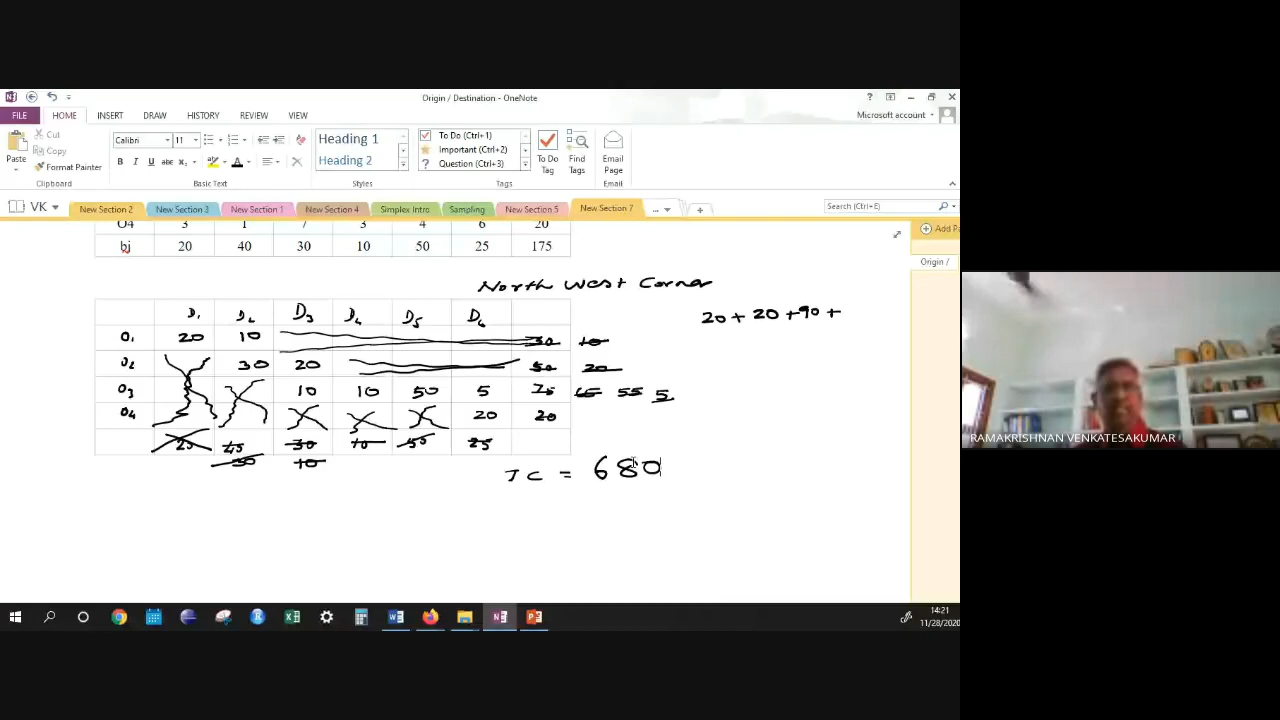 Origin / Destination - OneNote
FILE HOME INSERT DRAW HISTORY REVIEW VIEW Microsoft account
Paste Cut Copy Format Painter
Calibri 11
B I U abc X₂ A
Heading 1
Heading 2
To Do (Ctrl+1)
Important (Ctrl+2)
Question (Ctrl+3)
To Do Tag
Find Tags
Email Page
Clipboard Basic Text Styles Tags Email
VK New Section 2 New Section 3 New Section 1 New Section 4 Simplex Intro Sampling New Section 5 New Section 7 ... Search (Ctrl+E)
O4 3 1 7 3 4 6 20
bj 20 40 30 10 50 25 175
Add Pa
Origin /
North West Corner
D1 D2 D3 D4 D5 D6
20 + 20 + 90 +
O1 20 10 30 10
O2 30 20 50 20
O3 10 10 50 5 75 65 55 5
O4 20 20
20 40 30 10 50 25
30 10
TC = 680
RAMAKRISHNAN VENKATESAKUMAR
14:21
11/28/2020